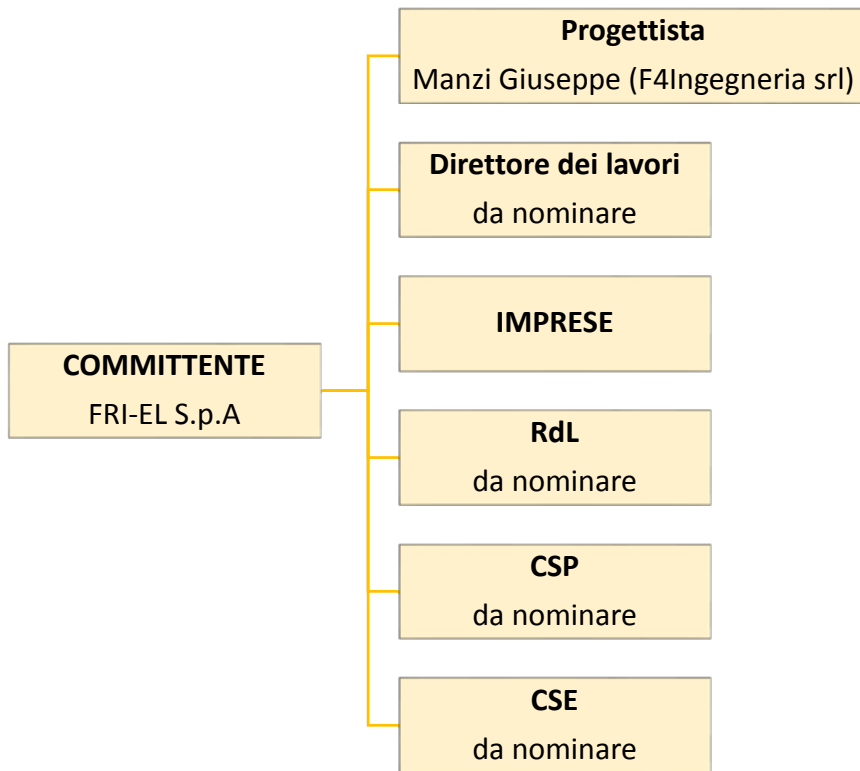 Progettista
Manzi Giuseppe (F4Ingegneria srl)
Direttore dei lavori
da nominare
IMPRESE
COMMITTENTE
FRI-EL S.p.A
RdL
da nominare
CSP
da nominare
CSE
da nominare